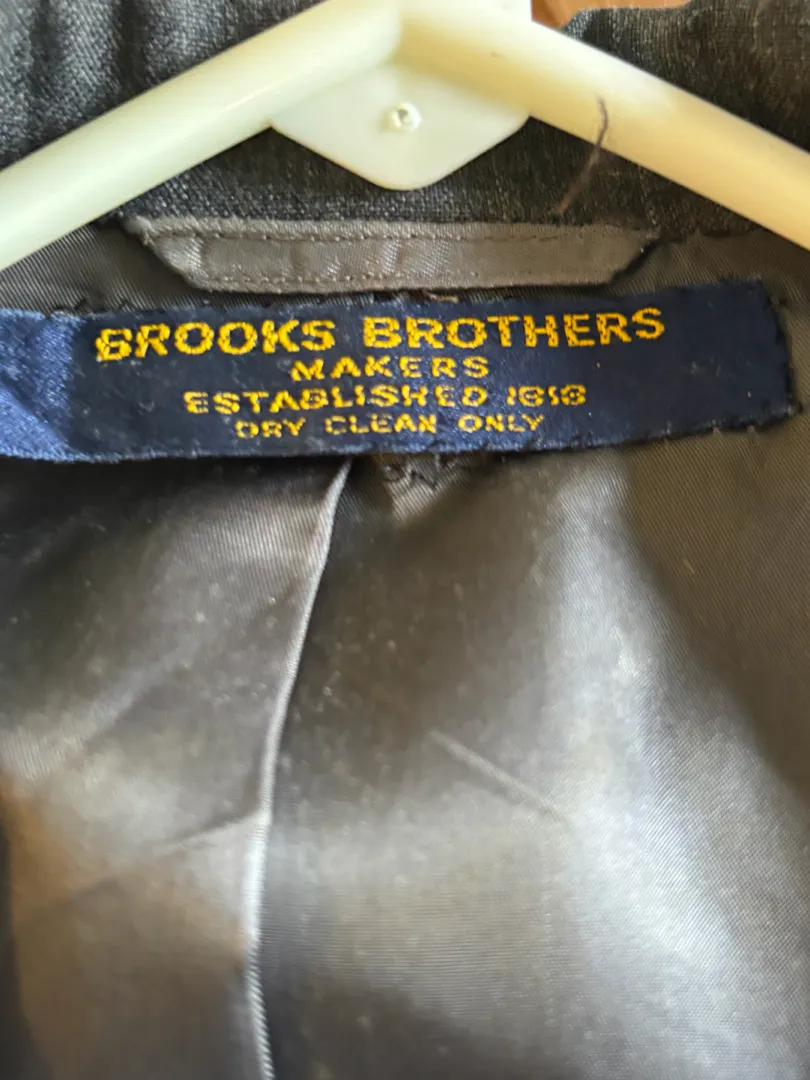 BROOKS BROTHERS
MAKERS
ESTABLISHED 1818
DRY CLEAN ONLY